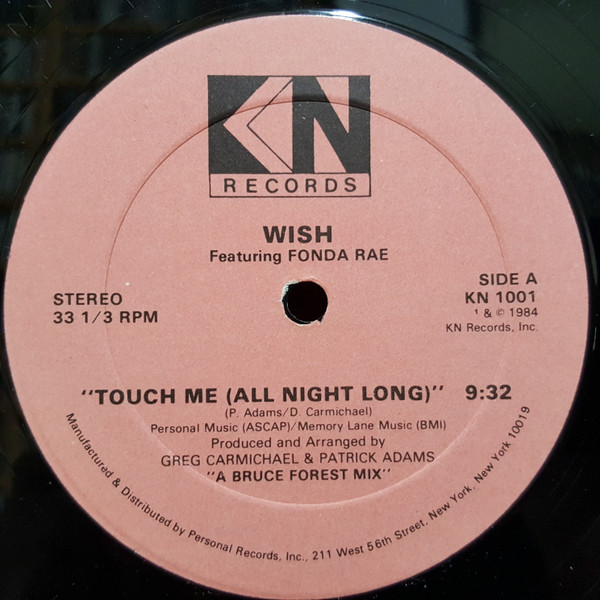 KN
RECORDS
WISH
Featuring FONDA RAE
STEREO
33 1/3 RPM
SIDE A
KN 1001
¹ & © 1984
KN Records, Inc.
"TOUCH ME (ALL NIGHT LONG)" 9:32
(P. Adams/D. Carmichael)
Personal Music (ASCAP)/Memory Lane Music (BMI)
Produced and Arranged by
GREG CARMICHAEL & PATRICK ADAMS
"A BRUCE FOREST MIX"
Manufactured & Distributed by Personal Records, Inc., 211 West 56th Street, New York, New York 10019